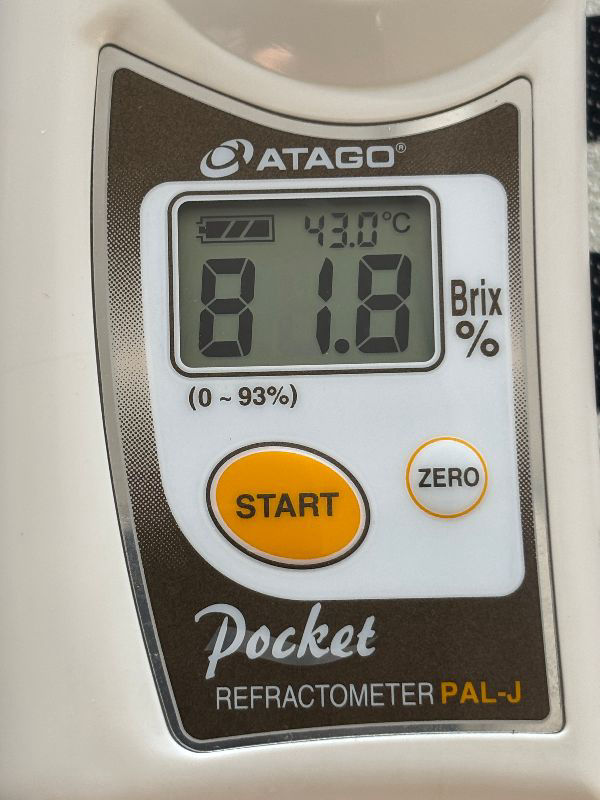 ATAGO®
43.0°C
81.8
Brix
%
(0 ~ 93%)
START
ZERO
Pocket
REFRACTOMETER PAL-J